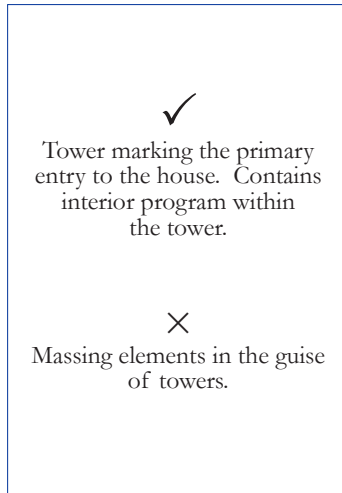 ✓
Tower marking the primary
entry to the house.  Contains
interior program within
the tower.
×
Massing elements in the guise
of towers.